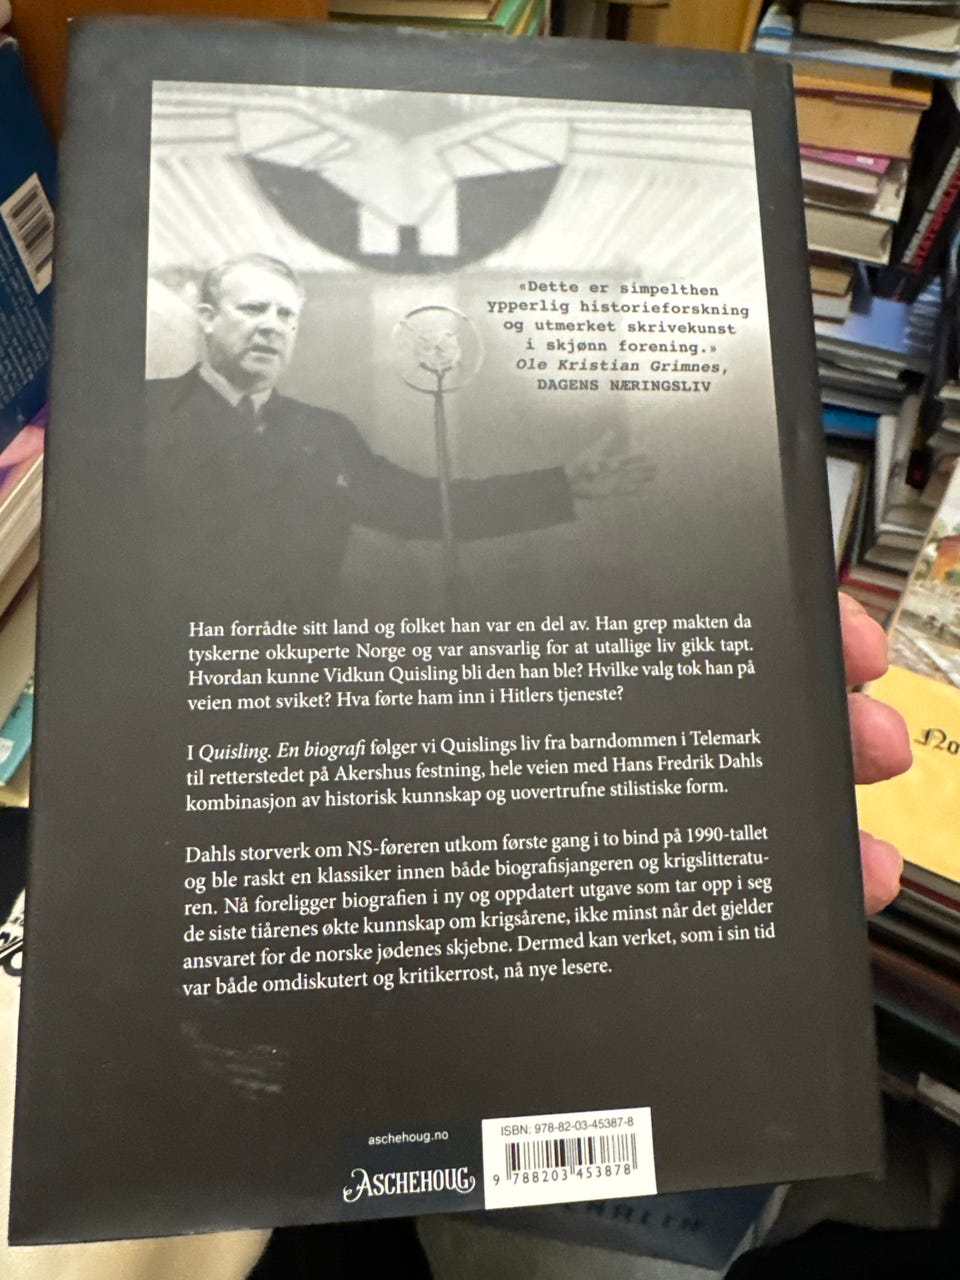 «Dette er simpelthen
ypperlig historieforskning
og utmerket skrivekunst
i skjønn forening.»
Ole Kristian Grimnes,
DAGENS NÆRINGSLIV
Han forrådte sitt land og folket han var en del av. Han grep makten da
tyskerne okkuperte Norge og var ansvarlig for at utallige liv gikk tapt.
Hvordan kunne Vidkun Quisling bli den han ble? Hvilke valg tok han på
veien mot sviket? Hva førte ham inn i Hitlers tjeneste?
I Quisling. En biografi følger vi Quislings liv fra barndommen i Telemark
til retterstedet på Akershus festning, hele veien med Hans Fredrik Dahls
kombinasjon av historisk kunnskap og uovertrufne stilistiske form.
Dahls storverk om NS-føreren utkom første gang i to bind på 1990-tallet
og ble raskt en klassiker innen både biografisjangeren og krigslitteratu-
ren. Nå foreligger biografien i ny og oppdatert utgave som tar opp i seg
de siste tiårenes økte kunnskap om krigsårene, ikke minst når det gjelder
ansvaret for de norske jødenes skjebne. Dermed kan verket, som i sin tid
var både omdiskutert og kritikerrost, nå nye lesere.
aschehoug.no
ASCHEHOUG
ISBN: 978-82-03-45387-8
9 788203 453878
No